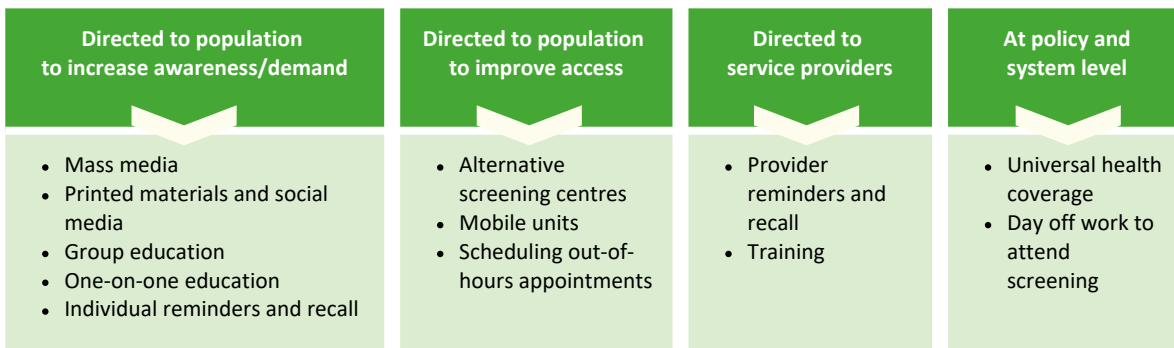 Directed to population
to increase awareness/demand
• Mass media
• Printed materials and social
media
• Group education
• One-on-one education
• Individual reminders and recall
Directed to population
to improve access
• Alternative
screening centres
• Mobile units
• Scheduling out-of-
hours appointments
Directed to
service providers
• Provider
reminders and
recall
• Training
At policy and
system level
• Universal health
coverage
• Day off work to
attend
screening